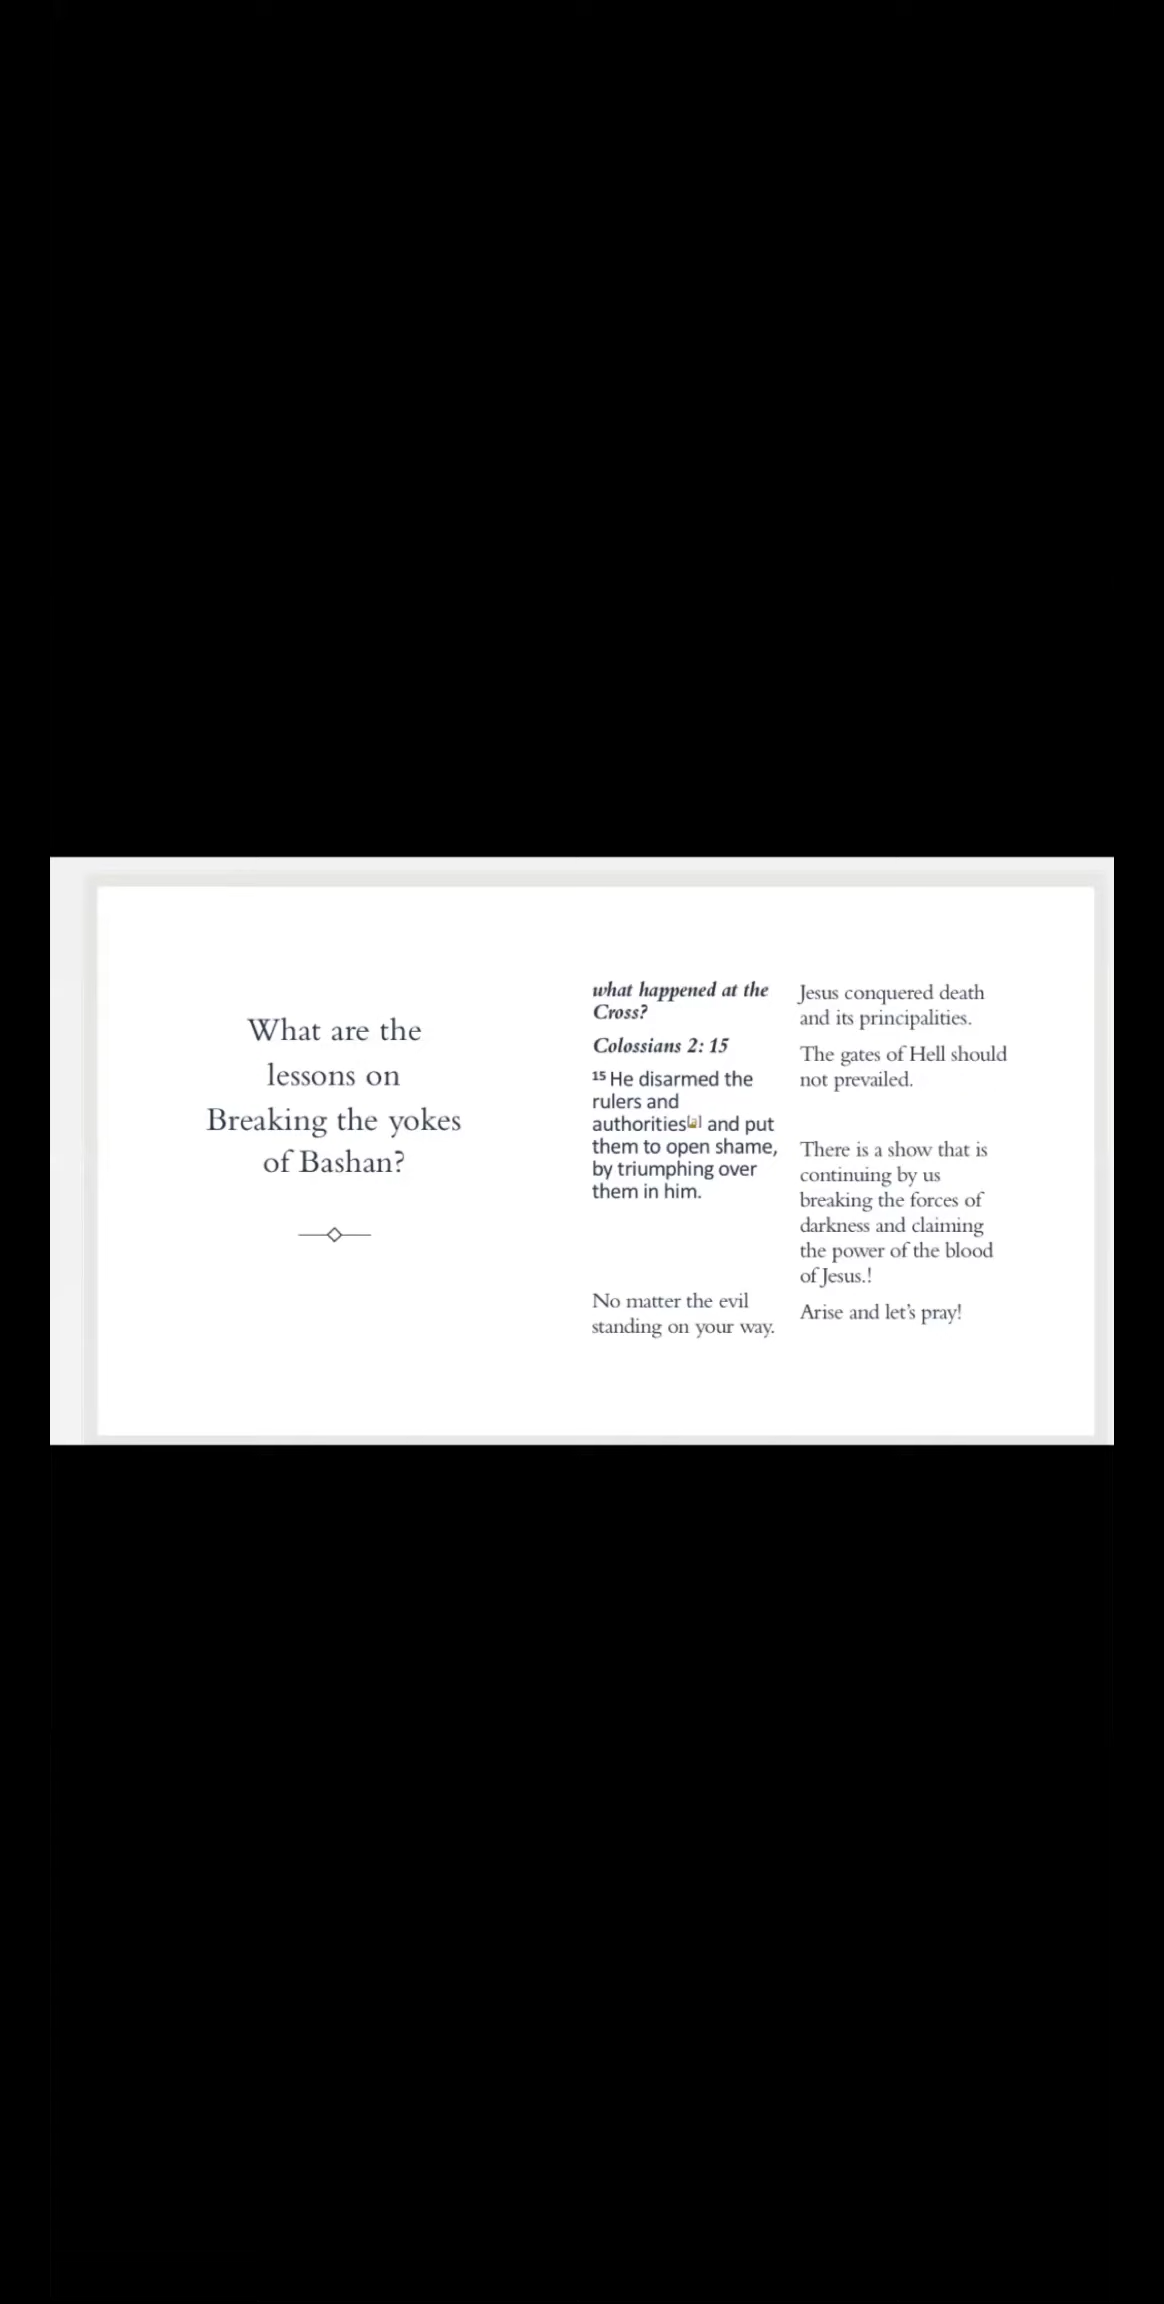 What are the
lessons on
Breaking the yokes
of Bashan?
what happened at the
Cross?
Colossians 2: 15
15 He disarmed the
rulers and
authorities[a] and put
them to open shame,
by triumphing over
them in him.
No matter the evil
standing on your way.
Jesus conquered death
and its principalities.
The gates of Hell should
not prevailed.
There is a show that is
continuing by us
breaking the forces of
darkness and claiming
the power of the blood
of Jesus.!
Arise and let’s pray!